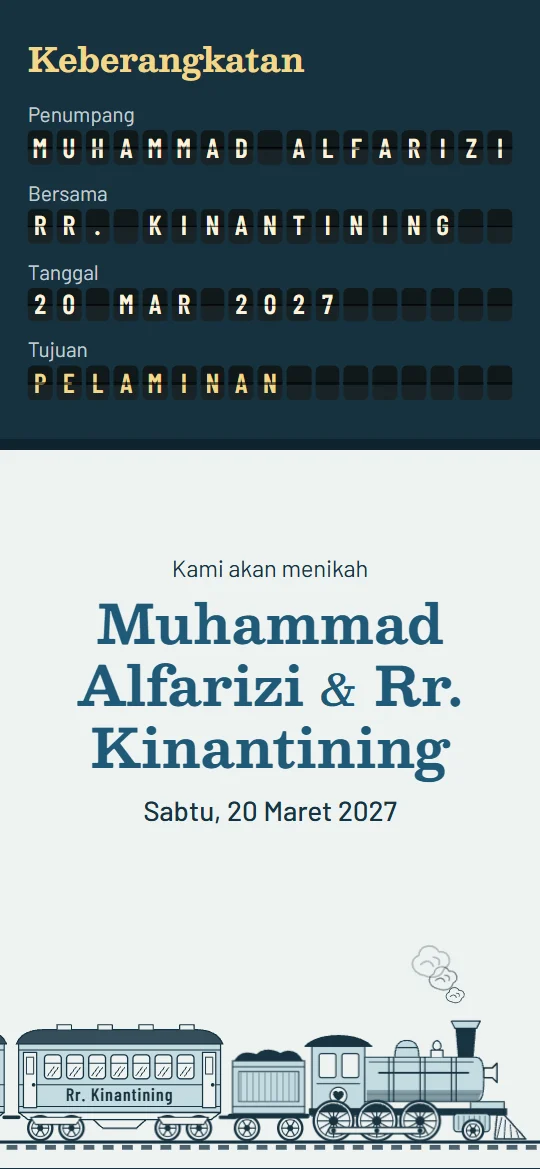 Keberangkatan
Penumpang
MUHAMMAD ALFARIZI
Bersama
RR. KINANTINING
Tanggal
20 MAR 2027
Tujuan
PELAMINAN
Kami akan menikah
Muhammad
Alfarizi & Rr.
Kinantining
Sabtu, 20 Maret 2027
Rr. Kinantining